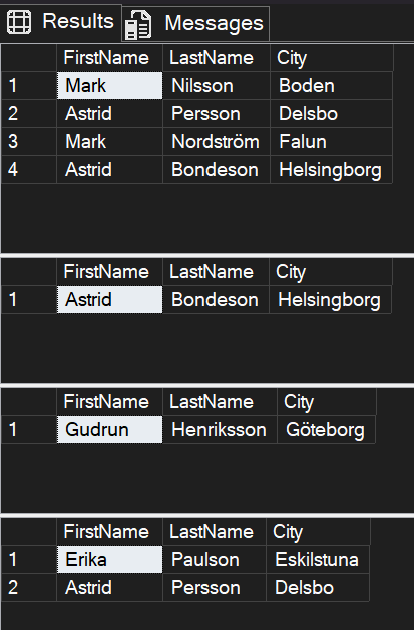 Results Messages
FirstName LastName City
1 Mark Nilsson Boden
2 Astrid Persson Delsbo
3 Mark Nordström Falun
4 Astrid Bondeson Helsingborg
FirstName LastName City
1 Astrid Bondeson Helsingborg
FirstName LastName City
1 Gudrun Henriksson Göteborg
FirstName LastName City
1 Erika Paulson Eskilstuna
2 Astrid Persson Delsbo